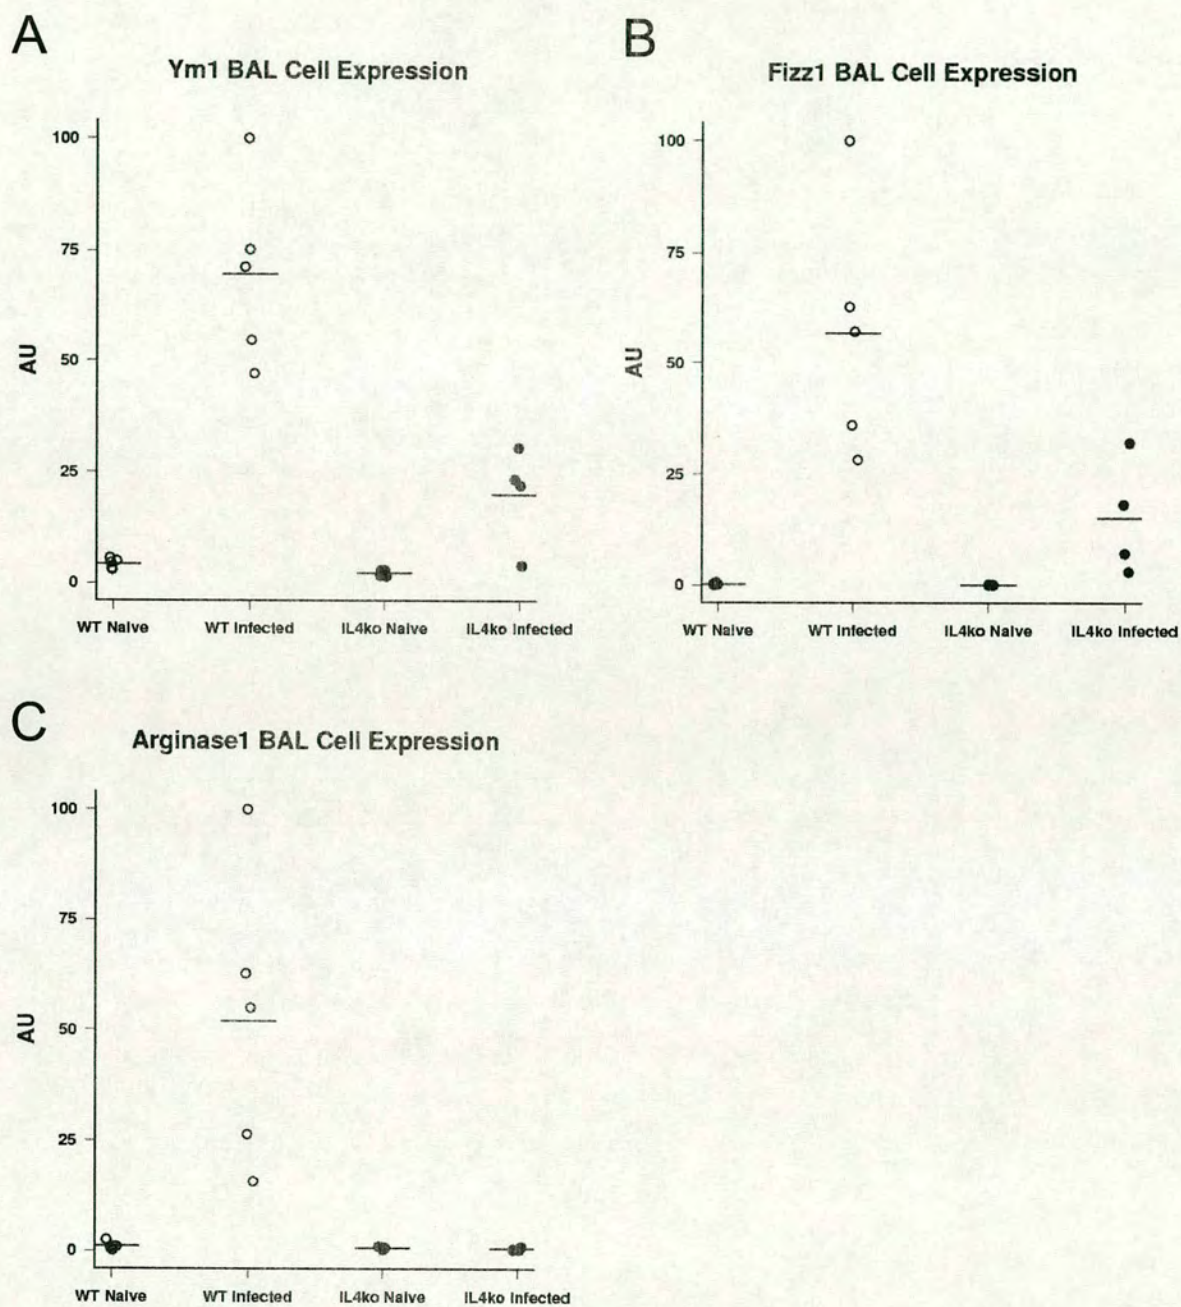 A
Ym1 BAL Cell Expression
100
75
50
25
0
AU
WT Naive WT Infected IL4ko Naive IL4ko Infected
B
Fizz1 BAL Cell Expression
100
75
50
25
0
AU
WT Naive WT Infected IL4ko Naive IL4ko Infected
C
Arginase1 BAL Cell Expression
100
75
50
25
0
AU
WT Naive WT Infected IL4ko Naive IL4ko Infected